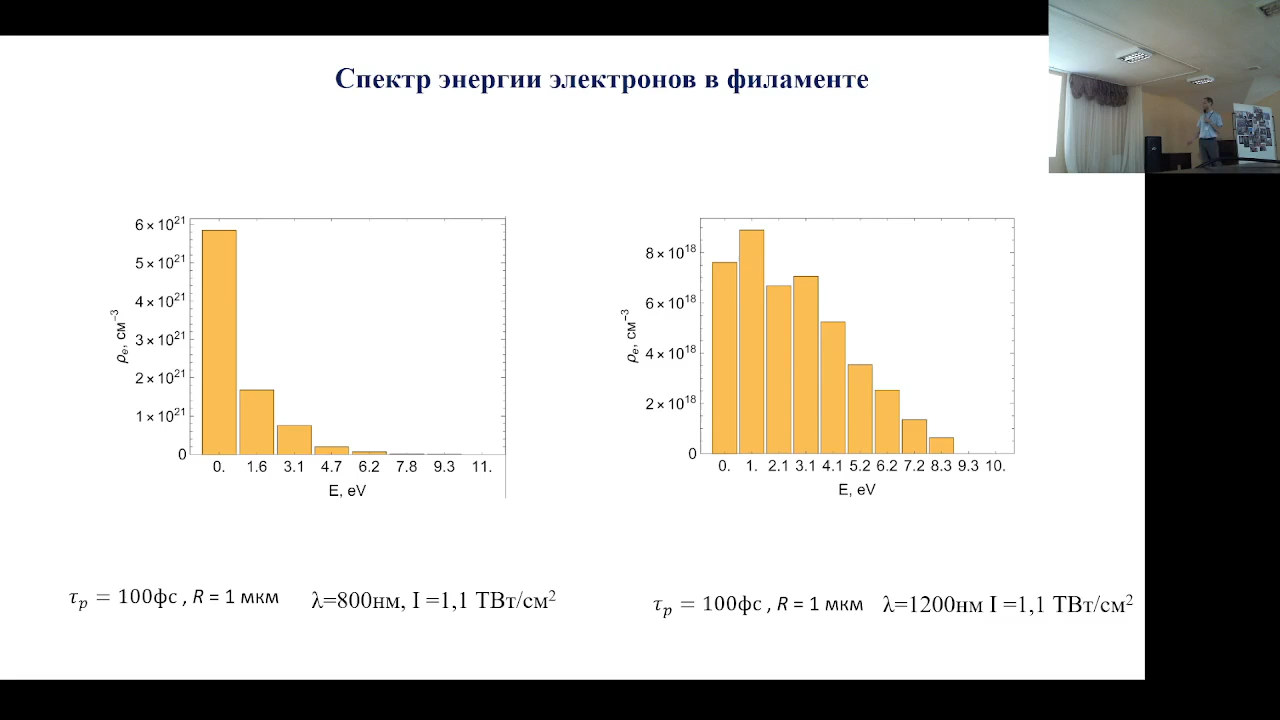 Спектр энергии электронов в филаменте
6×10²¹
5×10²¹
4×10²¹
3×10²¹
2×10²¹
1×10²¹
0
ρₑ, см⁻³
0. 1.6 3.1 4.7 6.2 7.8 9.3 11.
E, eV
8×10¹⁸
6×10¹⁸
4×10¹⁸
2×10¹⁸
0
ρₑ, см⁻³
0. 1. 2.1 3.1 4.1 5.2 6.2 7.2 8.3 9.3 10.
E, eV
τₚ = 100фс , R = 1 мкм λ=800нм, I =1,1 ТВт/см²
τₚ = 100фс , R = 1 мкм λ=1200нм I =1,1 ТВт/см²